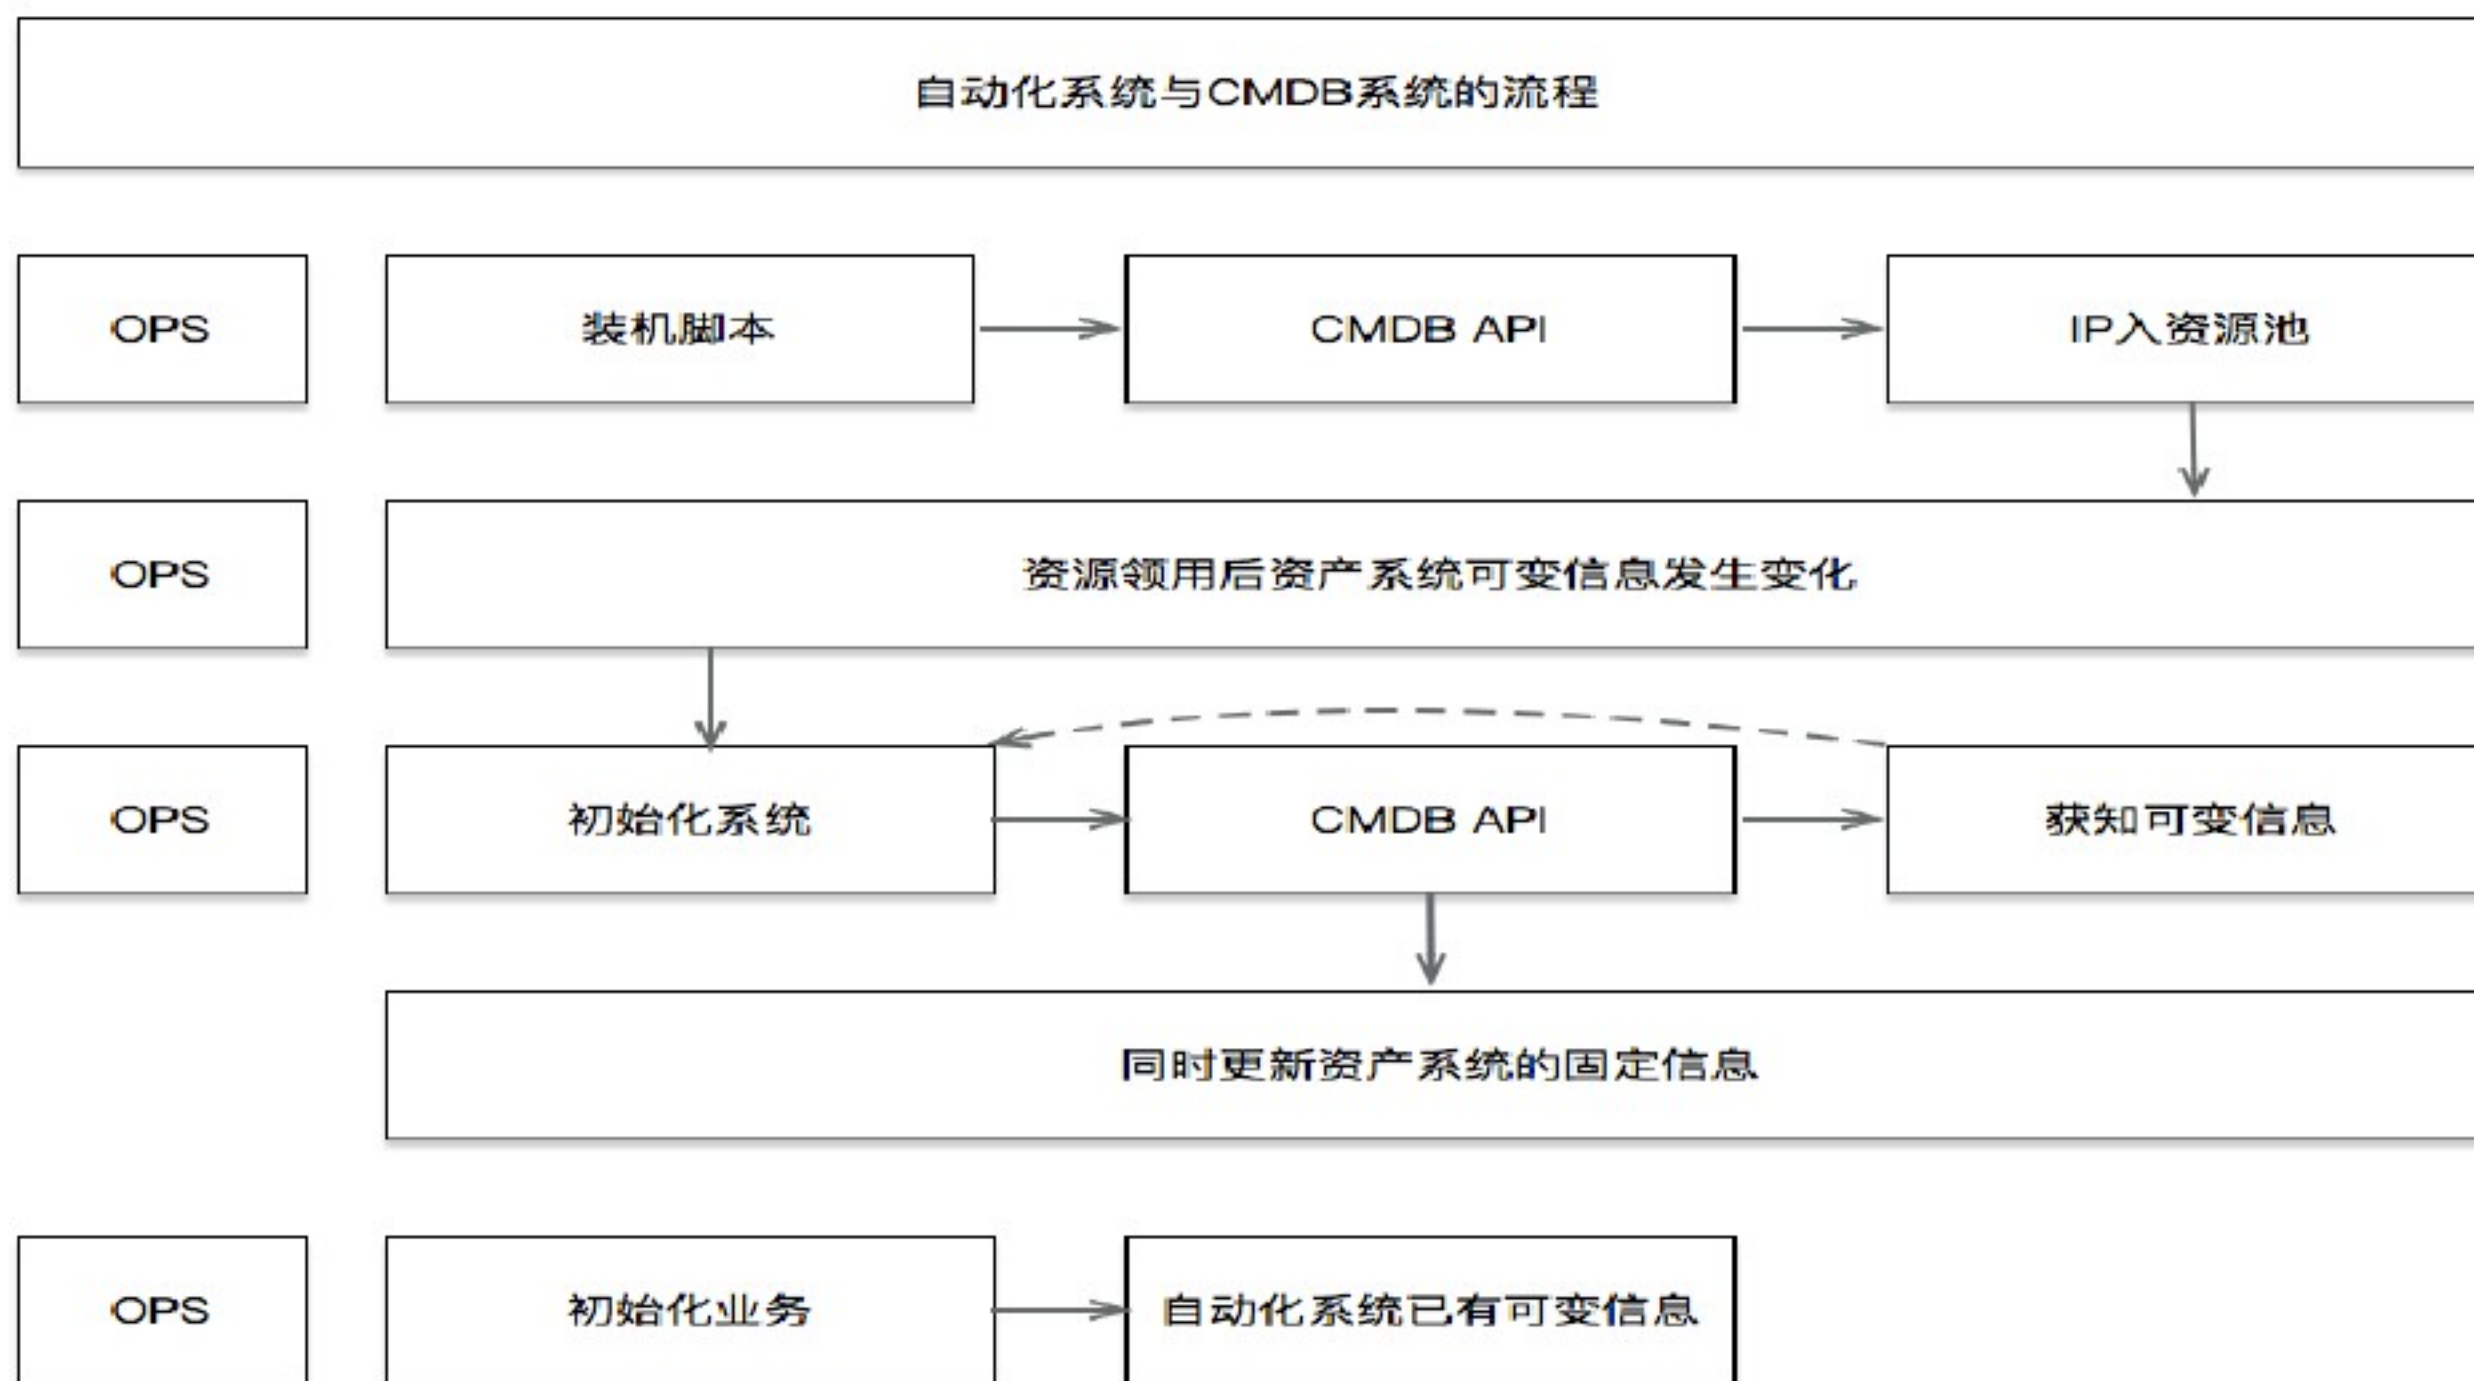 自动化系统与CMDB系统的流程
OPS
装机脚本
CMDB API
IP入资源池
OPS
资源领用后资产系统可变信息发生变化
OPS
初始化系统
CMDB API
获知可变信息
同时更新资产系统的固定信息
OPS
初始化业务
自动化系统已有可变信息